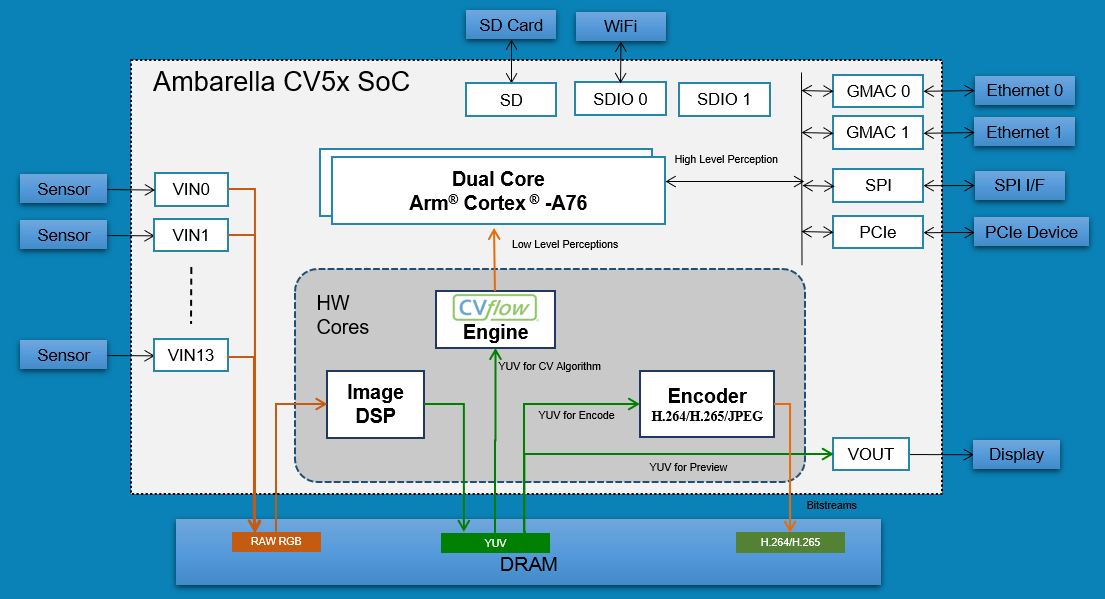 SD Card
WiFi
Ambarella CV5x SoC
SD
SDIO 0
SDIO 1
GMAC 0
Ethernet 0
GMAC 1
Ethernet 1
High Level Perception
Dual Core
Arm® Cortex ® -A76
Sensor
VIN0
SPI
SPI I/F
Sensor
VIN1
PCIe
PCIe Device
Low Level Perceptions
HW
Cores
CVflow
Engine
Sensor
VIN13
YUV for CV Algorithm
Image
DSP
Encoder
H.264/H.265/JPEG
YUV for Encode
VOUT
Display
YUV for Preview
Bitstreams
RAW RGB
YUV
H.264/H.265
DRAM